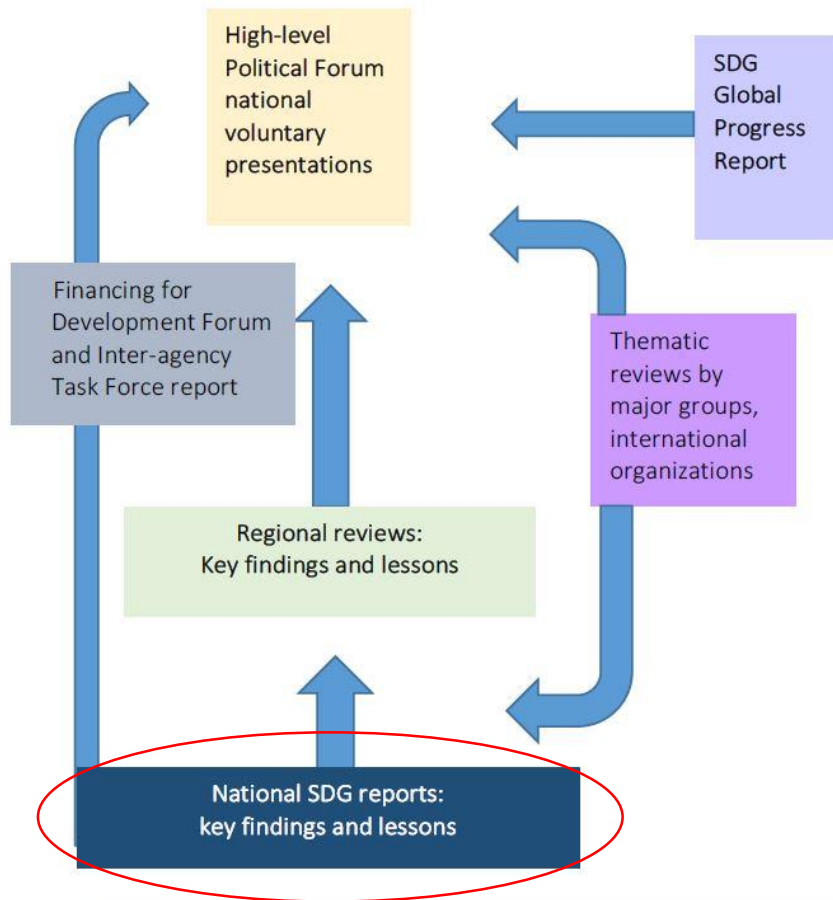 High-level
Political Forum
national
voluntary
presentations
SDG
Global
Progress
Report
Financing for
Development Forum
and Inter-agency
Task Force report
Thematic
reviews by
major groups,
international
organizations
Regional reviews:
Key findings and lessons
National SDG reports:
key findings and lessons